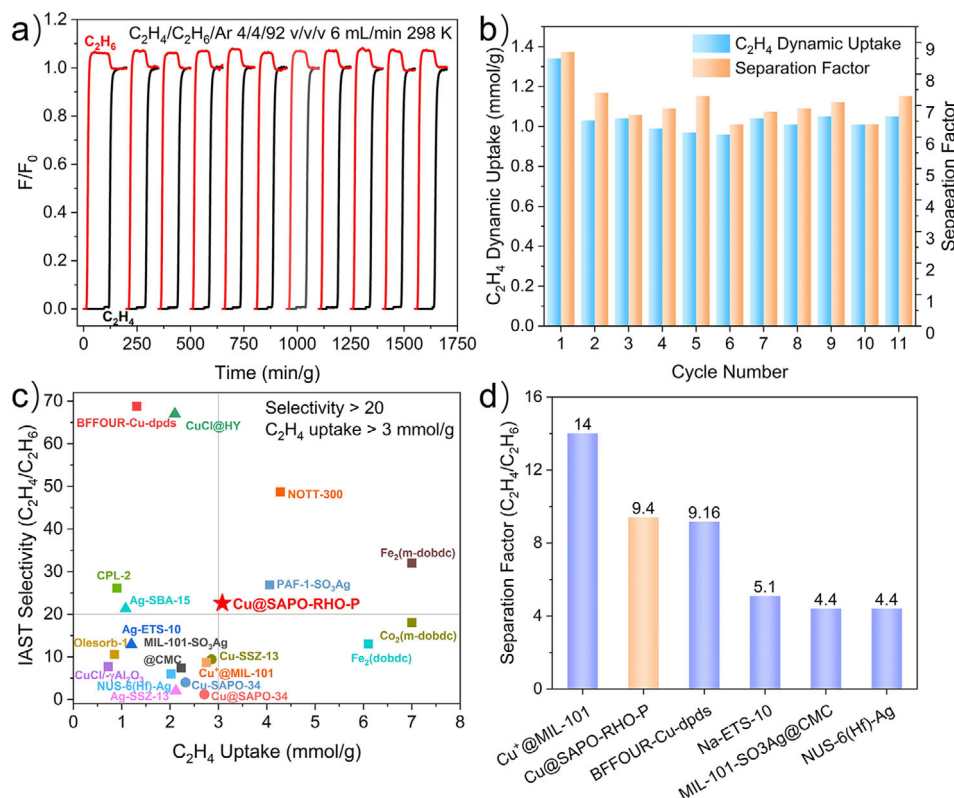 a)
C₂H₆
C₂H₄/C₂H₆/Ar 4/4/92 v/v/v 6 mL/min 298 K
F/F₀
1.2
1.0
0.8
0.6
0.4
0.2
0.0
C₂H₄
0 250 500 750 1000 1250 1500 1750
Time (min/g)
b)
C₂H₄ Dynamic Uptake (mmol/g)
1.4
1.2
1.0
0.8
0.6
0.4
0.2
0.0
C₂H₄ Dynamic Uptake
Separation Factor
9
8
7
6
5
4
3
2
1
0
Sepaeation Factor
1 2 3 4 5 6 7 8 9 10 11
Cycle Number
c)
IAST Selectivity (C₂H₄/C₂H₆)
70
60
50
40
30
20
10
0
Selectivity > 20
C₂H₄ uptake > 3 mmol/g
BFFOUR-Cu-dpds
CuCl@HY
NOTT-300
Fe₂(m-dobdc)
CPL-2
PAF-1-SO₃Ag
Ag-SBA-15
Cu@SAPO-RHO-P
Ag-ETS-10
Co₂(m-dobdc)
Olesorb-1
MIL-101-SO₃Ag
@CMC
Cu-SSZ-13
Fe₂(dobdc)
CuCl/-γAl₂O₃
Cu⁺@MIL-101
NUS-6(Hf)-Ag
Cu-SAPO-34
Ag-SSZ-13
Cu@SAPO-34
0 1 2 3 4 5 6 7 8
C₂H₄ Uptake (mmol/g)
d)
Separation Factor (C₂H₄/C₂H₆)
16
12
8
4
0
14
9.4
9.16
5.1
4.4
4.4
Cu⁺@MIL-101
Cu@SAPO-RHO-P
BFFOUR-Cu-dpds
Na-ETS-10
MIL-101-SO3Ag@CMC
NUS-6(Hf)-Ag